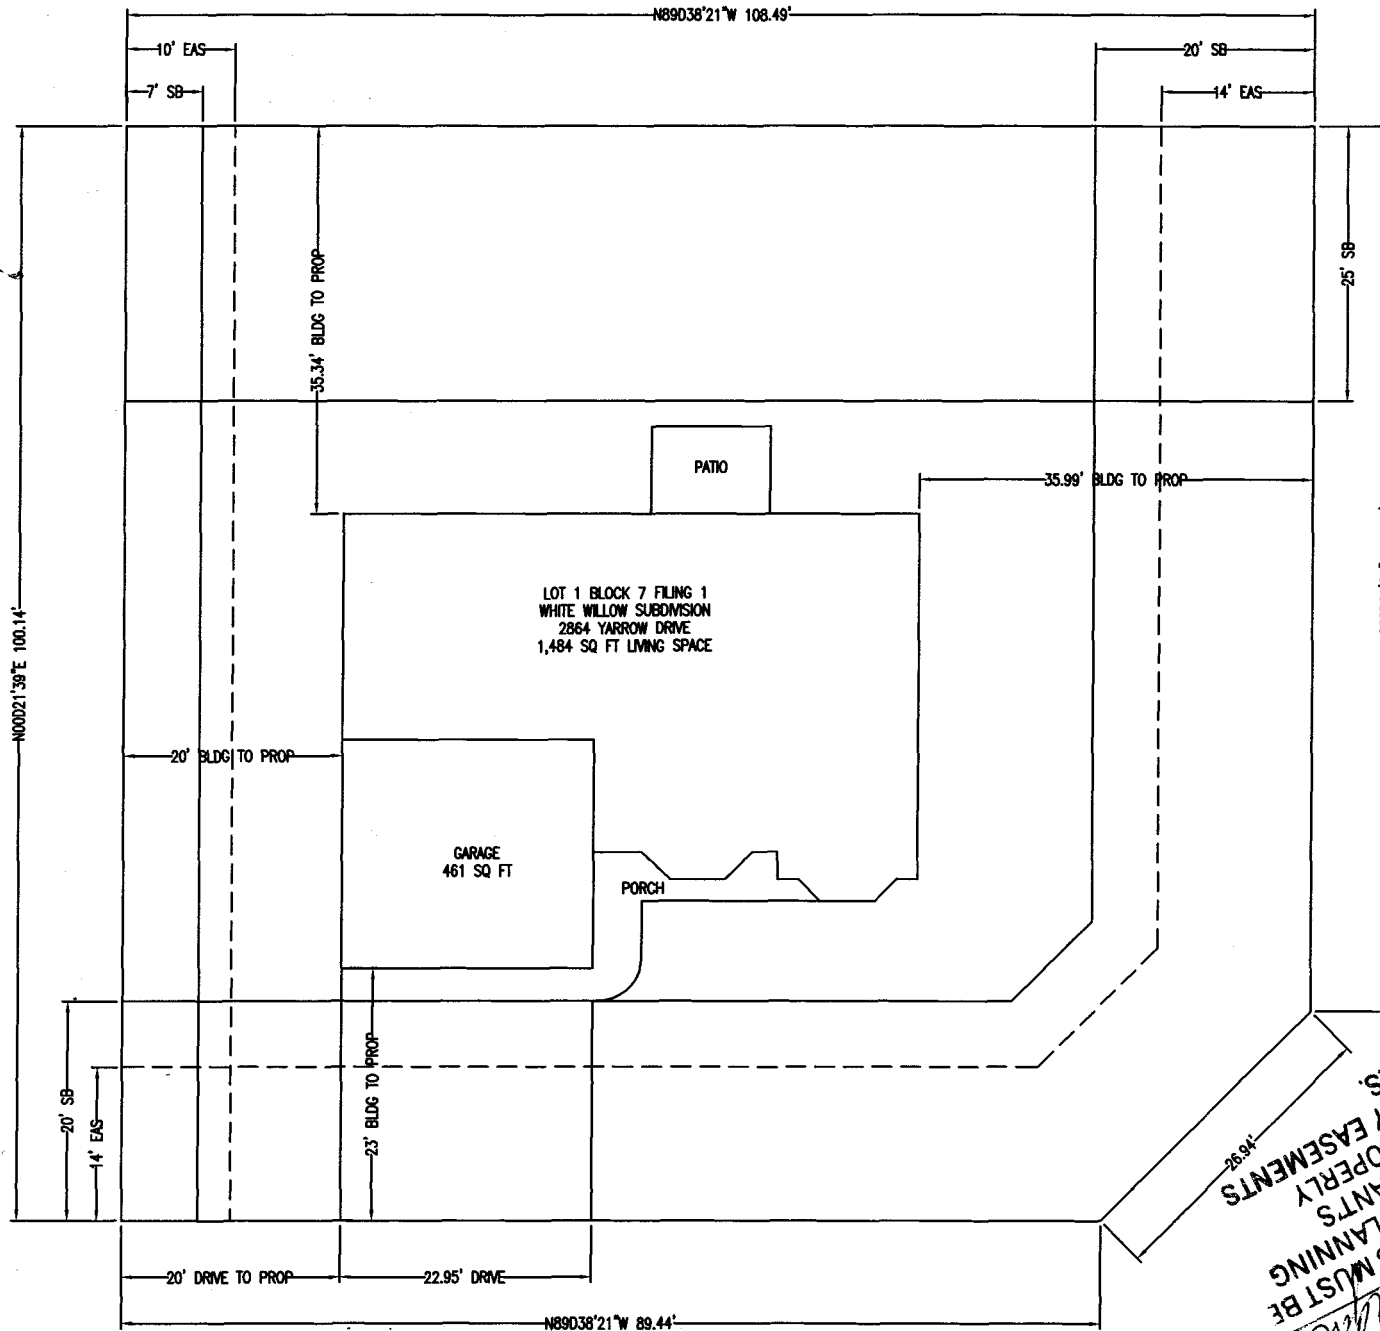 N89D38'21"W 108.49'
10' EAS
20' SB
7' SB
14' EAS
35.34' BLDG TO PROP
25' SB
PATIO
35.99' BLDG TO PROP
LOT 1 BLOCK 7 FILING 1
WHITE WILLOW SUBDIVISION
2864 YARROW DRIVE
1,484 SQ FT LIVING SPACE
N00D21'39"E 100.14'
20' BLDG TO PROP
GARAGE
461 SQ FT
PORCH
20' SB
14' EAS
23' BLDG TO PROP
26.94'
MUST BE
EASEMENTS
20' DRIVE TO PROP
22.95' DRIVE
N89D38'21"W 89.44'